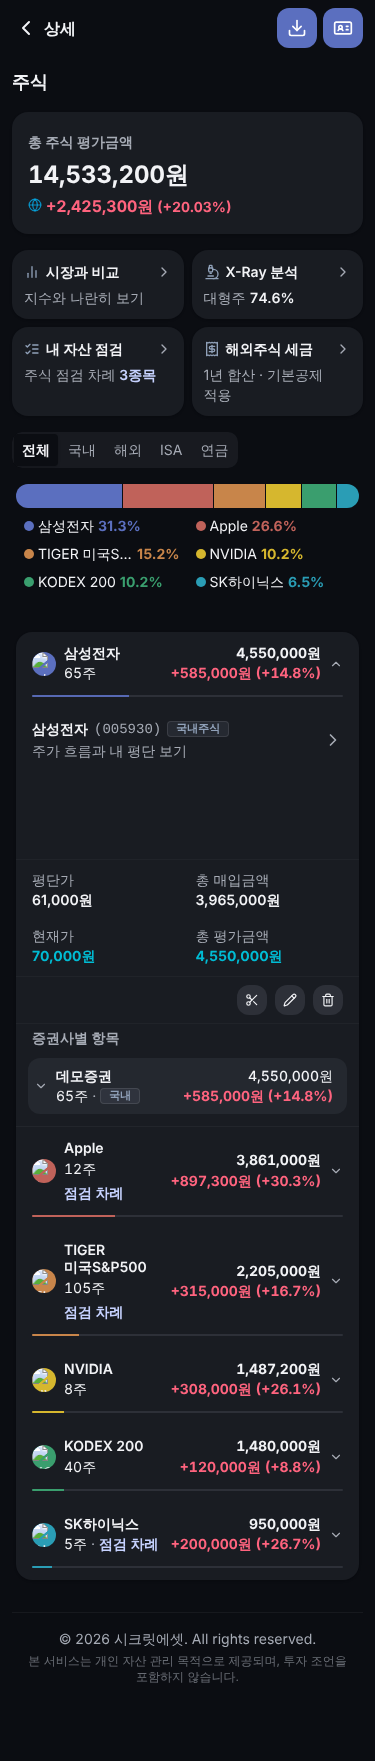 상세
주식
총 주식 평가금액
14,533,200원
+2,425,300원 (+20.03%)
시장과 비교
지수와 나란히 보기
X-Ray 분석
대형주 74.6%
내 자산 점검
주식 점검 차례 3종목
해외주식 세금
1년 합산 · 기본공제
적용
전체 국내 해외 ISA 연금
삼성전자 31.3%
Apple 26.6%
TIGER 미국S... 15.2%
NVIDIA 10.2%
KODEX 200 10.2%
SK하이닉스 6.5%
삼성전자 4,550,000원
65주 +585,000원 (+14.8%)
삼성전자 (005930) 국내주식
주가 흐름과 내 평단 보기
평단가 총 매입금액
61,000원 3,965,000원
현재가 총 평가금액
70,000원 4,550,000원
증권사별 항목
데모증권 4,550,000원
65주 · 국내 +585,000원 (+14.8%)
Apple
12주
점검 차례
3,861,000원
+897,300원 (+30.3%)
TIGER
미국S&P500
105주
점검 차례
2,205,000원
+315,000원 (+16.7%)
NVIDIA 1,487,200원
8주 +308,000원 (+26.1%)
KODEX 200 1,480,000원
40주 +120,000원 (+8.8%)
SK하이닉스 950,000원
5주 · 점검 차례 +200,000원 (+26.7%)
© 2026 시크릿에셋. All rights reserved.
본 서비스는 개인 자산 관리 목적으로 제공되며, 투자 조언을
포함하지 않습니다.